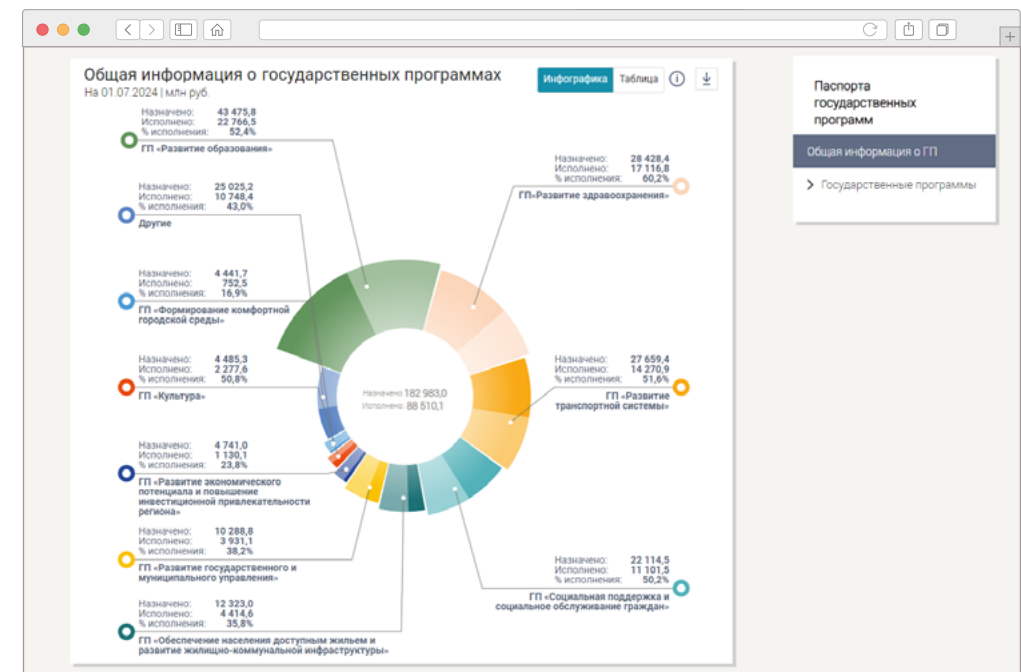 Общая информация о государственных программах
На 01.07.2024 | млн руб.
Инфографика
Таблица
Назначено: 43 475,8
Исполнено: 22 766,5
% исполнения: 52,4%
ГП «Развитие образования»
Назначено: 25 025,2
Исполнено: 10 748,4
% исполнения: 43,0%
Другие
Назначено: 4 441,7
Исполнено: 752,5
% исполнения: 16,9%
ГП «Формирование комфортной
городской среды»
Назначено: 4 485,3
Исполнено: 2 277,6
% исполнения: 50,8%
ГП «Культура»
Назначено: 4 741,0
Исполнено: 1 130,1
% исполнения: 23,8%
ГП «Развитие экономического
потенциала и повышение
инвестиционной привлекательности
региона»
Назначено: 10 288,8
Исполнено: 3 931,1
% исполнения: 38,2%
ГП «Развитие государственного и
муниципального управления»
Назначено: 12 323,0
Исполнено: 4 414,6
% исполнения: 35,8%
ГП «Обеспечение населения доступным жильем и
развитие жилищно-коммунальной инфраструктуры»
Назначено 182 983,0
Исполнено: 88 510,1
Назначено: 28 428,4
Исполнено: 17 116,8
% исполнения: 60,2%
ГП«Развитие здравоохранения»
Назначено: 27 659,4
Исполнено: 14 270,9
% исполнения: 51,6%
ГП «Развитие
транспортной системы»
Назначено: 22 114,5
Исполнено: 11 101,5
% исполнения: 50,2%
ГП «Социальная поддержка и
социальное обслуживание граждан»
Паспорта
государственных
программ
Общая информация о ГП
Государственные программы